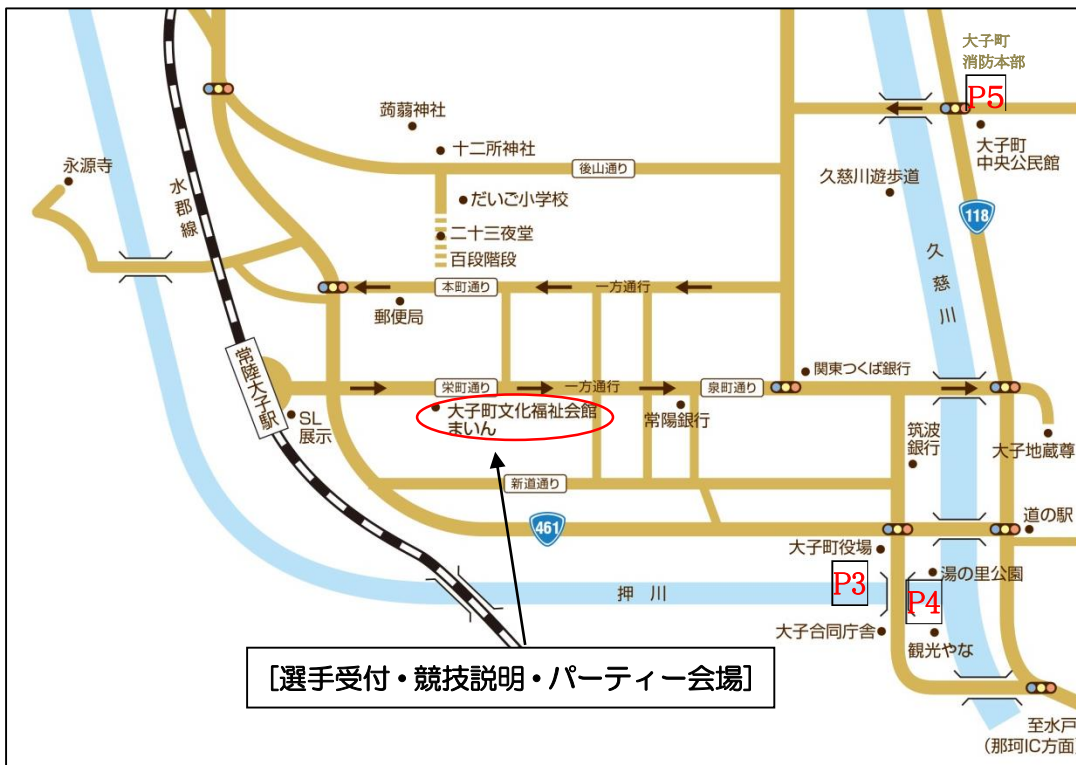 大子町
消防本部
P5
蒟蒻神社
十二所神社
大子町
中央公民館
永源寺
後山通り
久慈川遊歩道
水郡線
だいご小学校
118
二十三夜堂
久慈川
百段階段
本町通り
一方通行
郵便局
常陸大子駅
関東つくば銀行
栄町通り
一方通行
泉町通り
大子町文化福祉会館
まいん
SL
展示
常陽銀行
筑波
銀行
大子地蔵尊
新道通り
461
道の駅
大子町役場
湯の里公園
P3
押川
P4
大子合同庁舎
観光やな
[選手受付・競技説明・パーティー会場]
至水戸
(那珂IC方面)